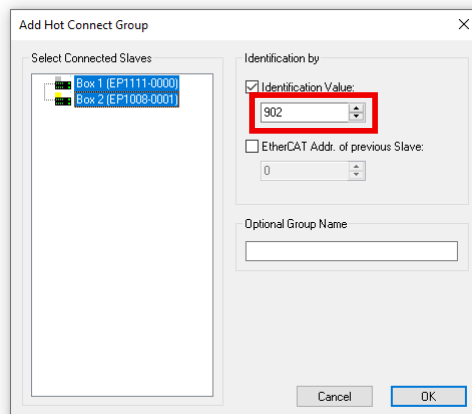 Add Hot Connect Group
Select Connected Slaves
Box 1 (EP1111-0000)
Box 2 (EP1008-0001)
Identification by
Identification Value:
902
EtherCAT Addr. of previous Slave:
0
Optional Group Name
Cancel
OK